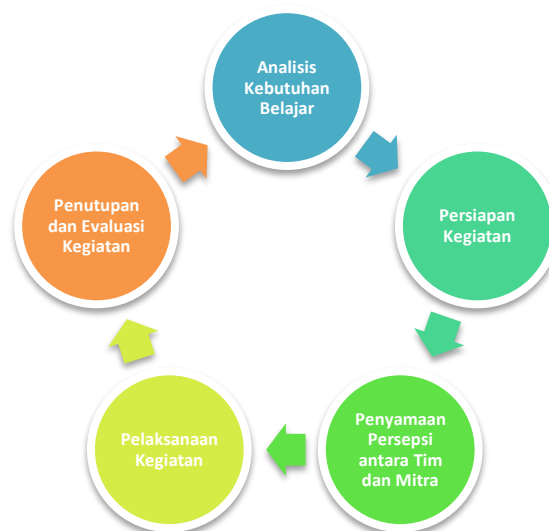 Analisis
Kebutuhan
Belajar
Persiapan
Kegiatan
Penyamaan
Persepsi
antara Tim
dan Mitra
Pelaksanaan
Kegiatan
Penutupan
dan Evaluasi
Kegiatan